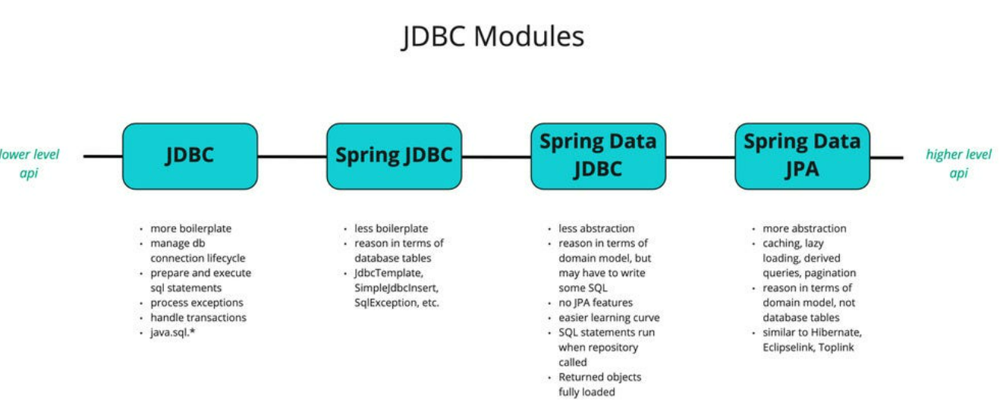 JDBC Modules
lower level
api
JDBC
Spring JDBC
Spring Data
JDBC
Spring Data
JPA
higher level
api
· more boilerplate
· manage db
connection lifecycle
· prepare and execute
sql statements
· process exceptions
· handle transactions
· java.sql.*
· less boilerplate
· reason in terms of
database tables
· JdbcTemplate,
SimpleJdbcInsert,
SqlException, etc.
· less abstraction
· reason in terms of
domain model, but
may have to write
some SQL
· no JPA features
· easier learning curve
· SQL statements run
when repository
called
· Returned objects
fully loaded
· more abstraction
· caching, lazy
loading, derived
queries, pagination
· reason in terms of
domain model, not
database tables
· similar to Hibernate,
Eclipselink, Toplink